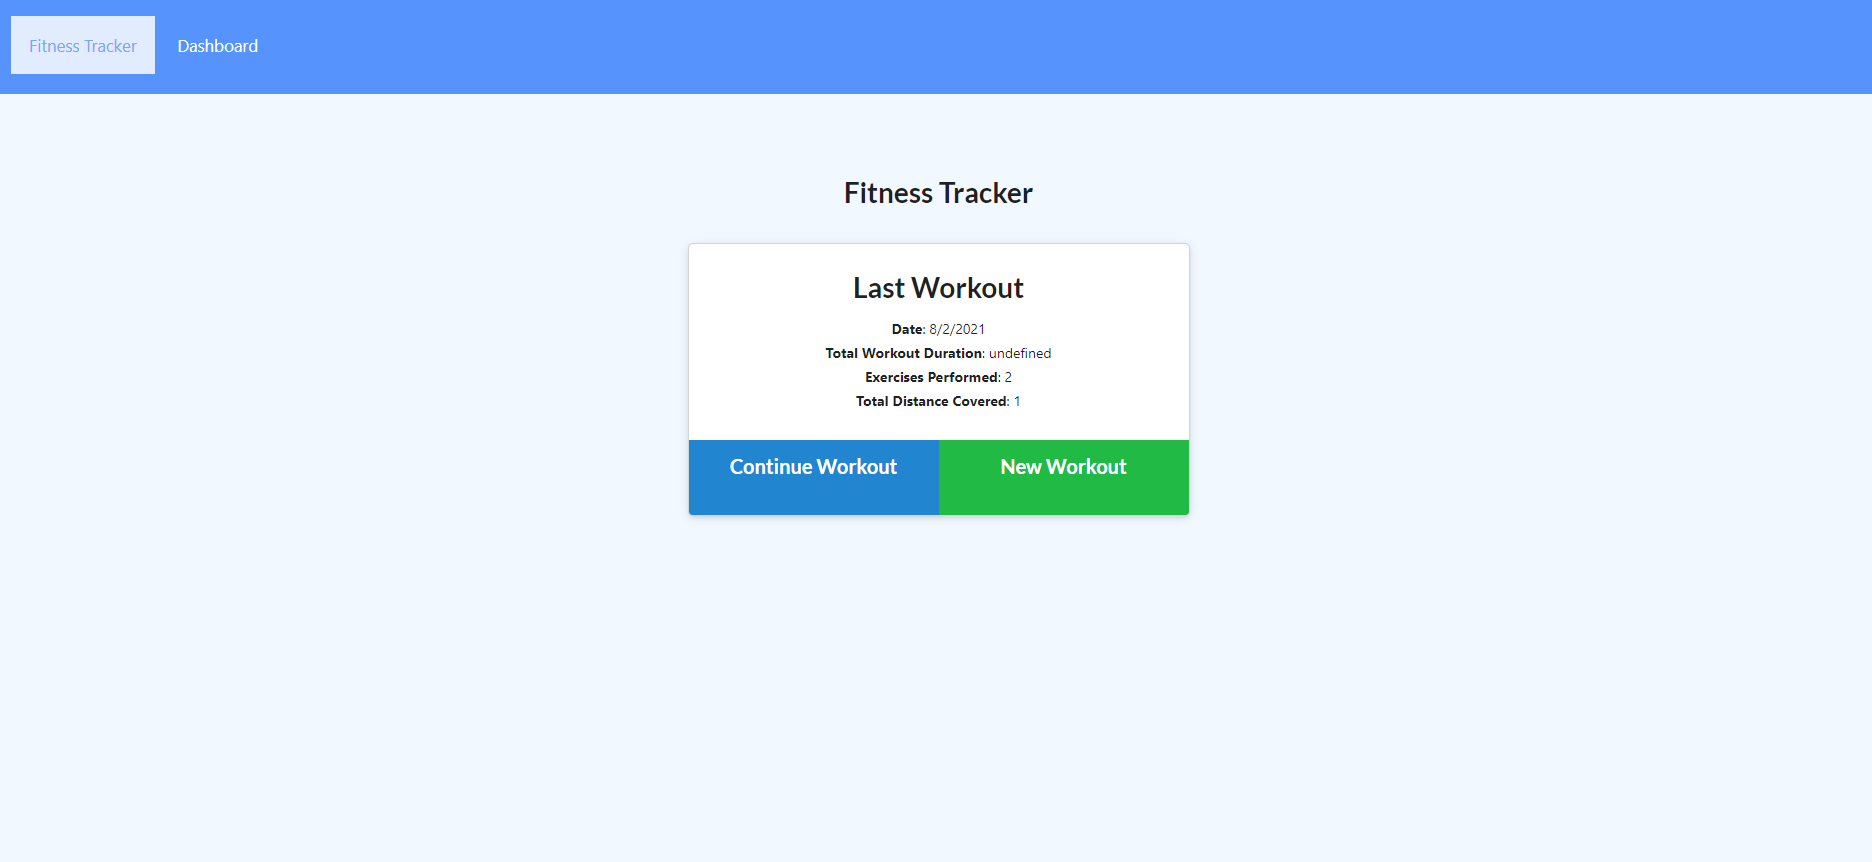 Fitness Tracker Dashboard
Fitness Tracker
Last Workout
Date: 8/2/2021
Total Workout Duration: undefined
Exercises Performed: 2
Total Distance Covered: 1
Continue Workout New Workout